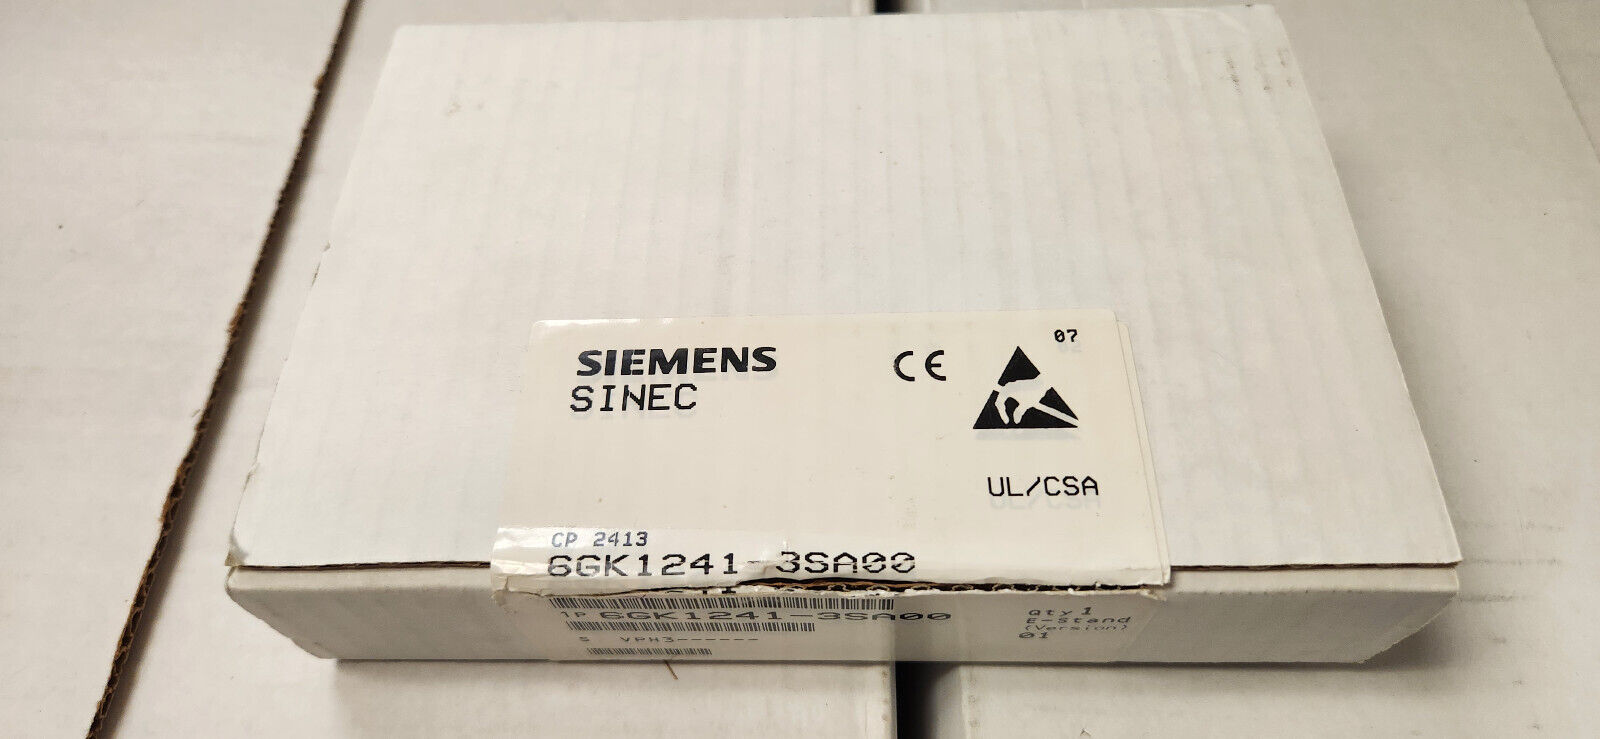 07
SIEMENS
CE
SINEC
UL/CSA
CP 2413
6GK1241-3SA00
1P 6GK1241-3SA00
Qty 1
E-Stand
(Version)
01
S VPH3------